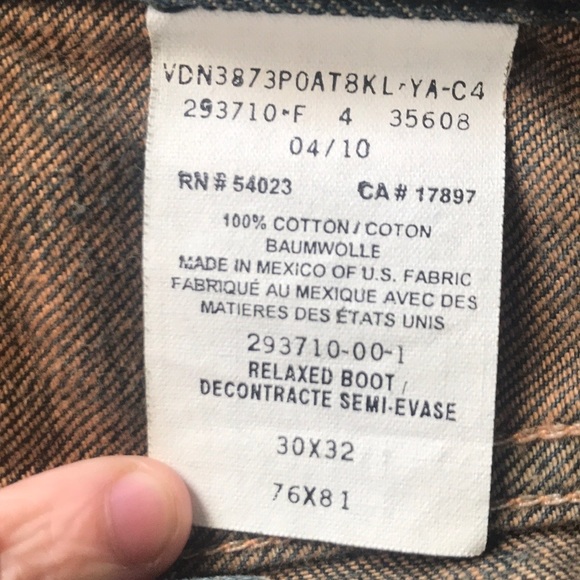 VDN3873P0AT8KL-YA-C4
293710-F 4 35608
04/10
RN # 54023 CA # 17897
100% COTTON / COTON
BAUMWOLLE
MADE IN MEXICO OF U.S. FABRIC
FABRIQUÉ AU MEXIQUE AVEC DES
MATIERES DES ÉTATS UNIS
293710-00-1
RELAXED BOOT /
DECONTRACTE SEMI-EVASE
30X32
76X81